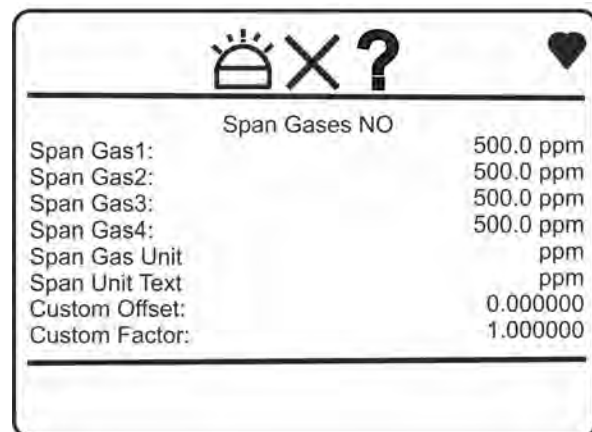 ?
Span Gases NO
Span Gas1: 500.0 ppm
Span Gas2: 500.0 ppm
Span Gas3: 500.0 ppm
Span Gas4: 500.0 ppm
Span Gas Unit ppm
Span Unit Text ppm
Custom Offset: 0.000000
Custom Factor: 1.000000